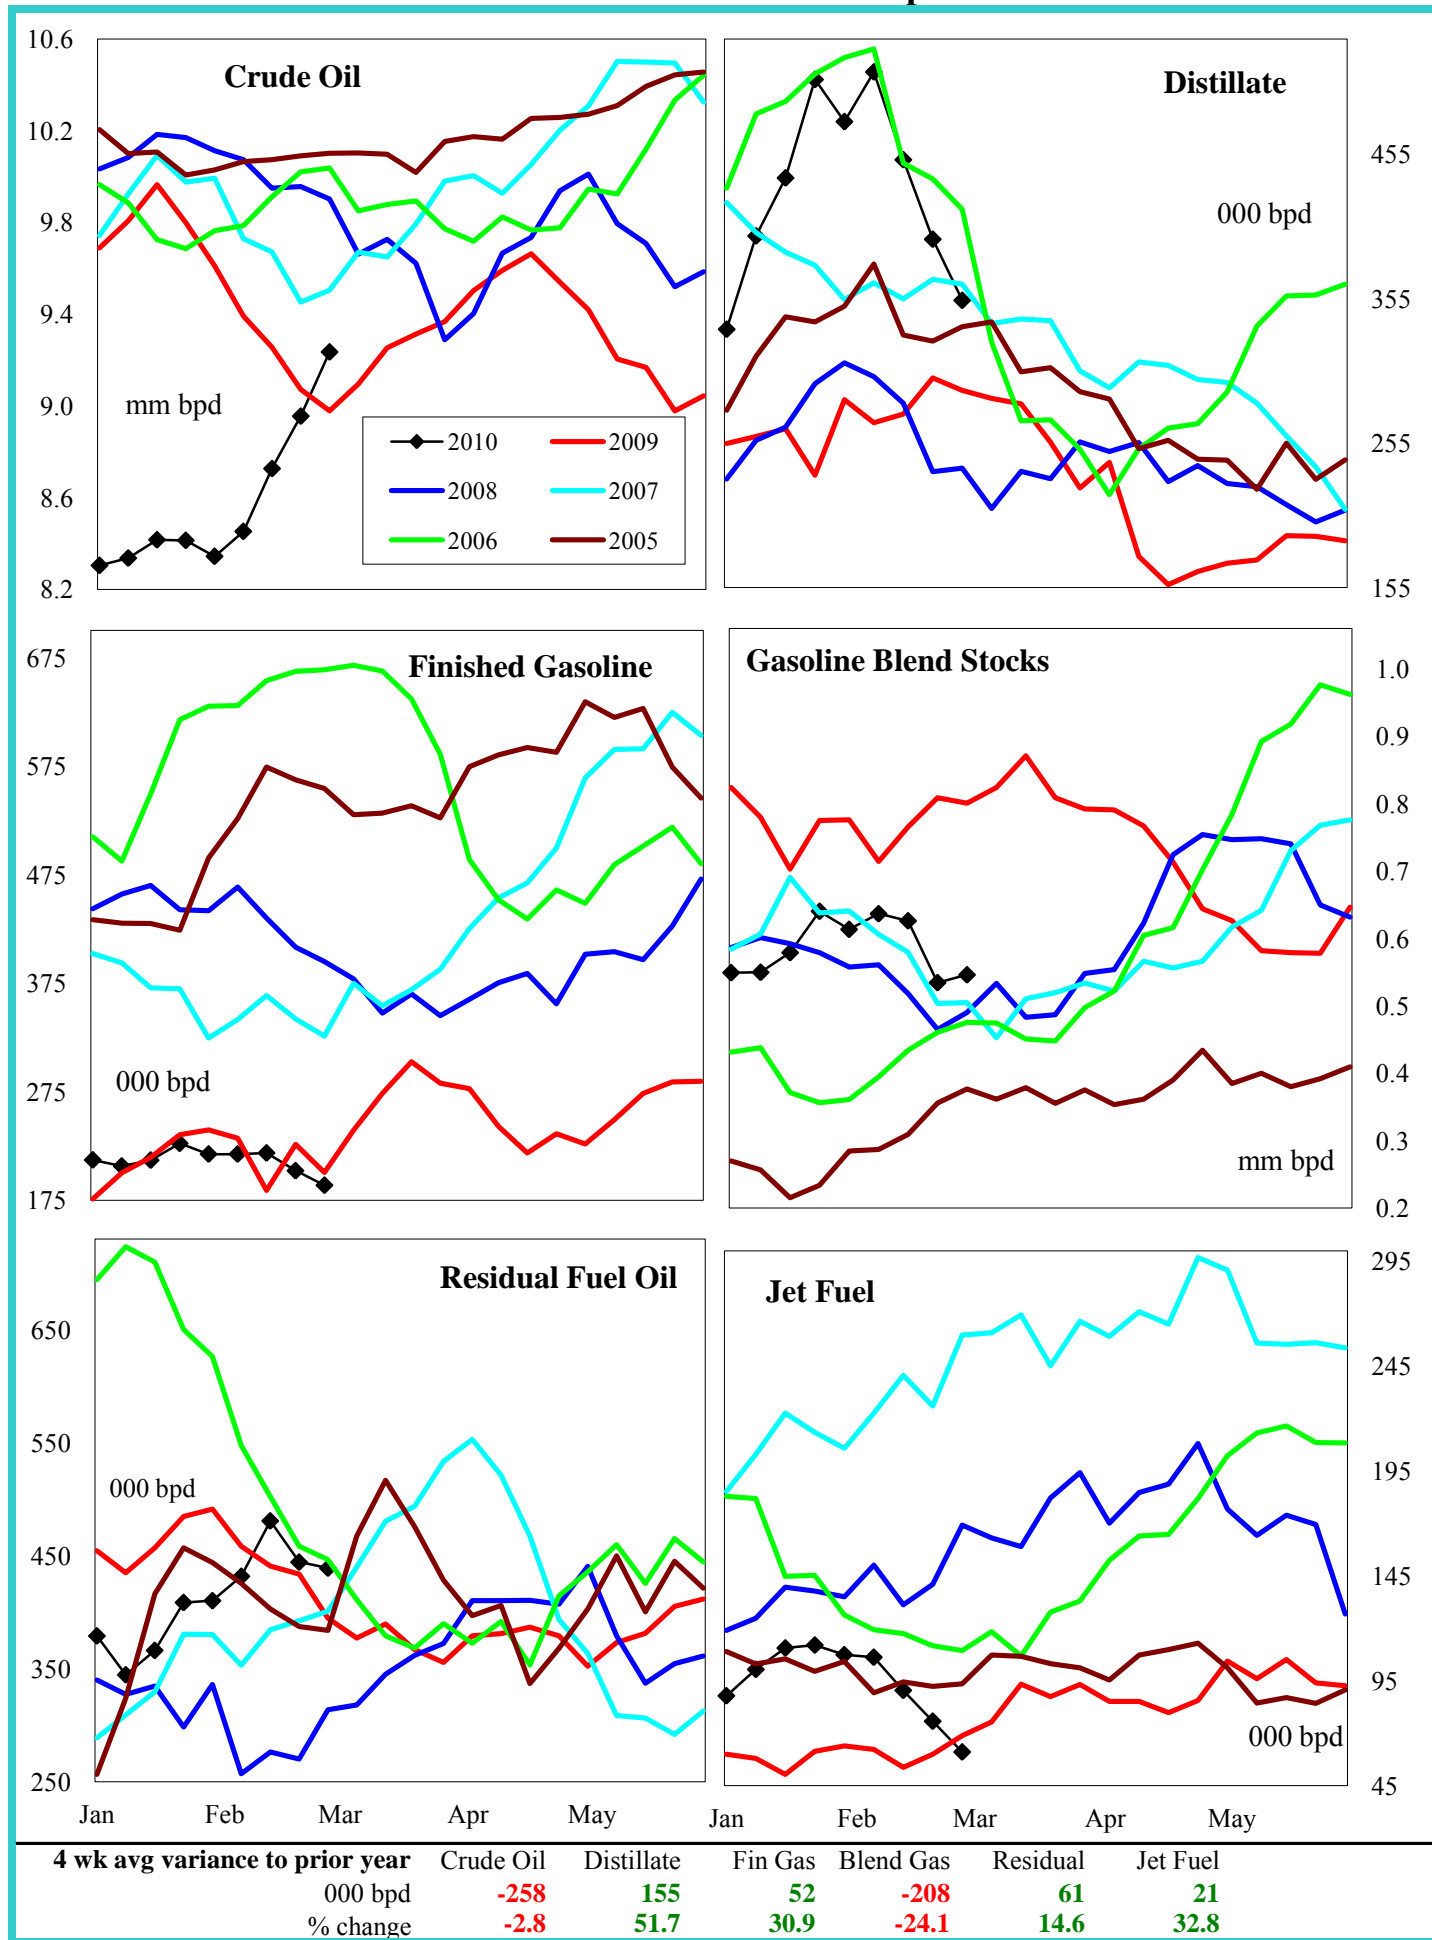 Crude Oil
10.6
10.2
9.8
9.4
9.0
8.6
8.2
mm bpd
2010
2009
2008
2007
2006
2005
Distillate
000 bpd
455
355
255
155
Finished Gasoline
675
575
475
375
275
175
000 bpd
Gasoline Blend Stocks
1.0
0.9
0.8
0.7
0.6
0.5
0.4
0.3
0.2
mm bpd
Residual Fuel Oil
650
550
450
350
250
000 bpd
Jan Feb Mar Apr May
Jet Fuel
295
245
195
145
95
45
000 bpd
Jan Feb Mar Apr May
4 wk avg variance to prior year Crude Oil Distillate Fin Gas Blend Gas Residual Jet Fuel
000 bpd -258 155 52 -208 61 21
% change -2.8 51.7 30.9 -24.1 14.6 32.8